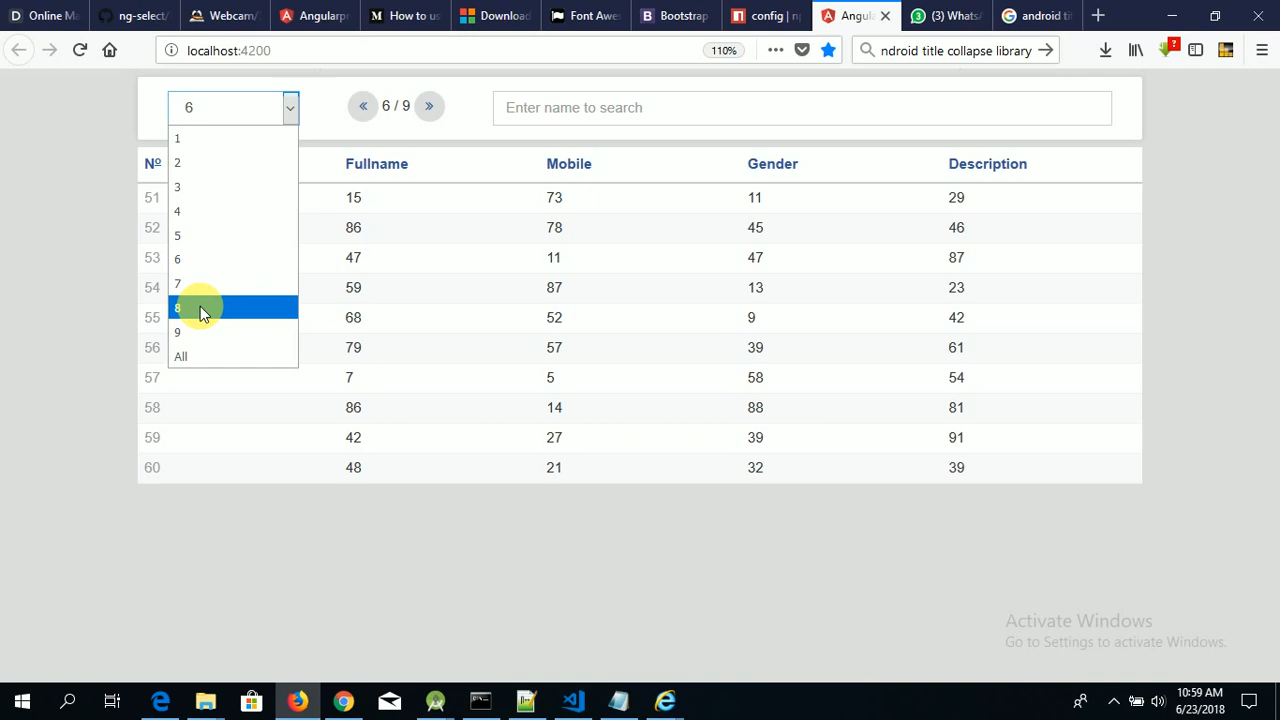 Online Ma
ng-select/
Webcam/
Angularpr
How to us
Download
Font Awe
Bootstrap
config | n
Angula
(3) Whats
android ti
localhost:4200
110%
ndroid title collapse library
6
6 / 9
Enter name to search
1
2
3
4
5
6
7
8
9
All
Nº Fullname Mobile Gender Description
51 15 73 11 29
52 86 78 45 46
53 47 11 47 87
54 59 87 13 23
55 68 52 9 42
56 79 57 39 61
57 7 5 58 54
58 86 14 88 81
59 42 27 39 91
60 48 21 32 39
Activate Windows
Go to Settings to activate Windows.
10:59 AM
6/23/2018